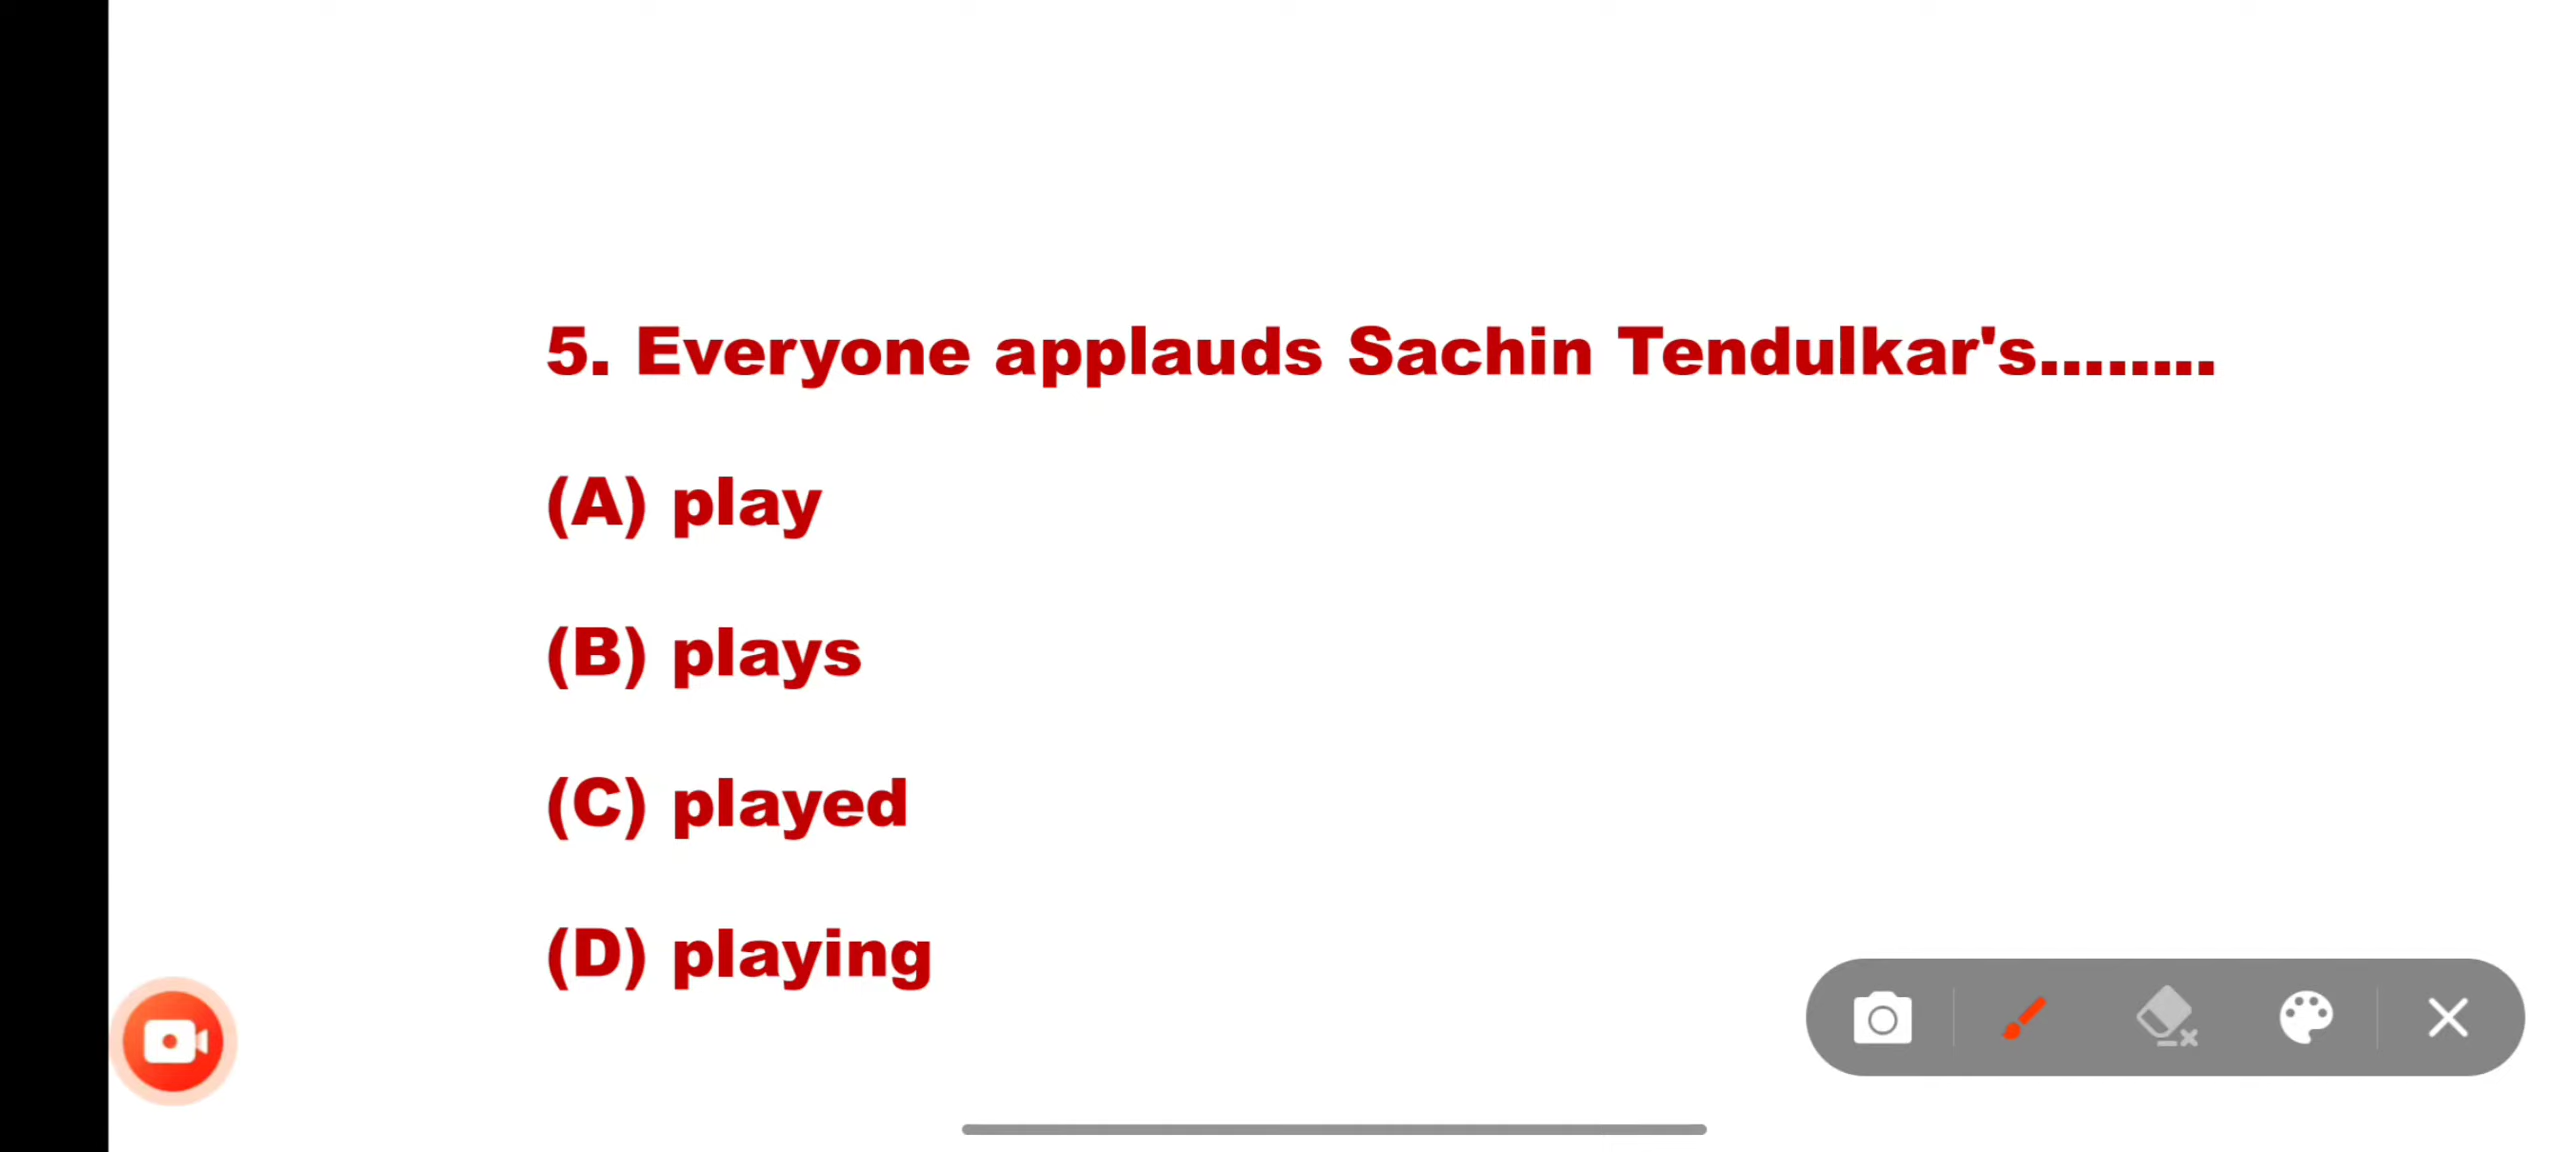 5. Everyone applauds Sachin Tendulkar's........
(A) play
(B) plays
(C) played
(D) playing